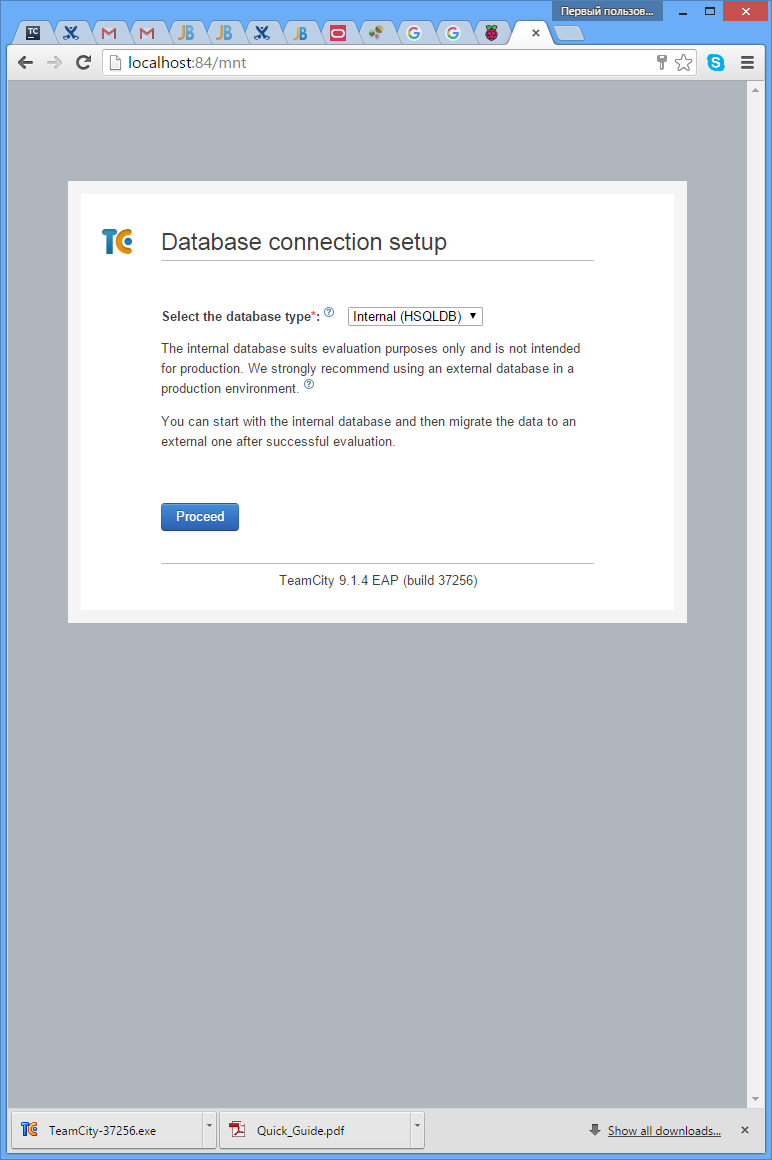 Первый пользов...
localhost:84/mnt
TC Database connection setup
Select the database type*: Internal (HSQLDB)
The internal database suits evaluation purposes only and is not intended
for production. We strongly recommend using an external database in a
production environment.
You can start with the internal database and then migrate the data to an
external one after successful evaluation.
Proceed
TeamCity 9.1.4 EAP (build 37256)
TeamCity-37256.exe Quick_Guide.pdf Show all downloads...